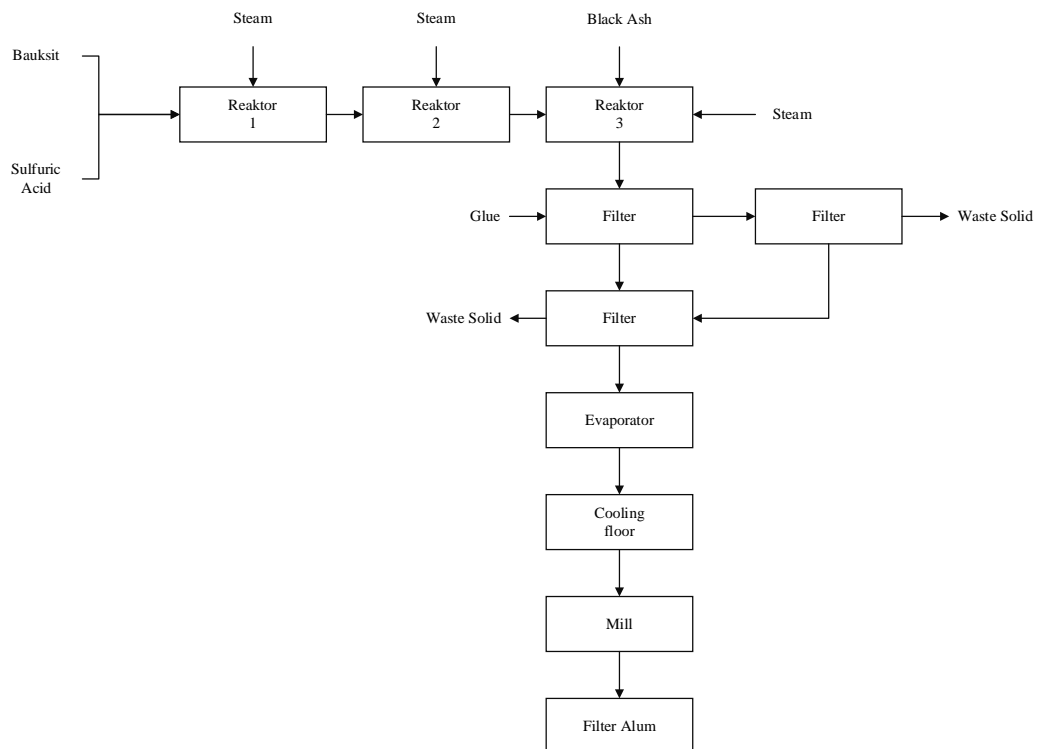 Steam
Steam
Black Ash
Bauksit
Reaktor
1
Reaktor
2
Reaktor
3
Steam
Sulfuric
Acid
Glue
Filter
Filter
Waste Solid
Waste Solid
Filter
Evaporator
Cooling
floor
Mill
Filter Alum